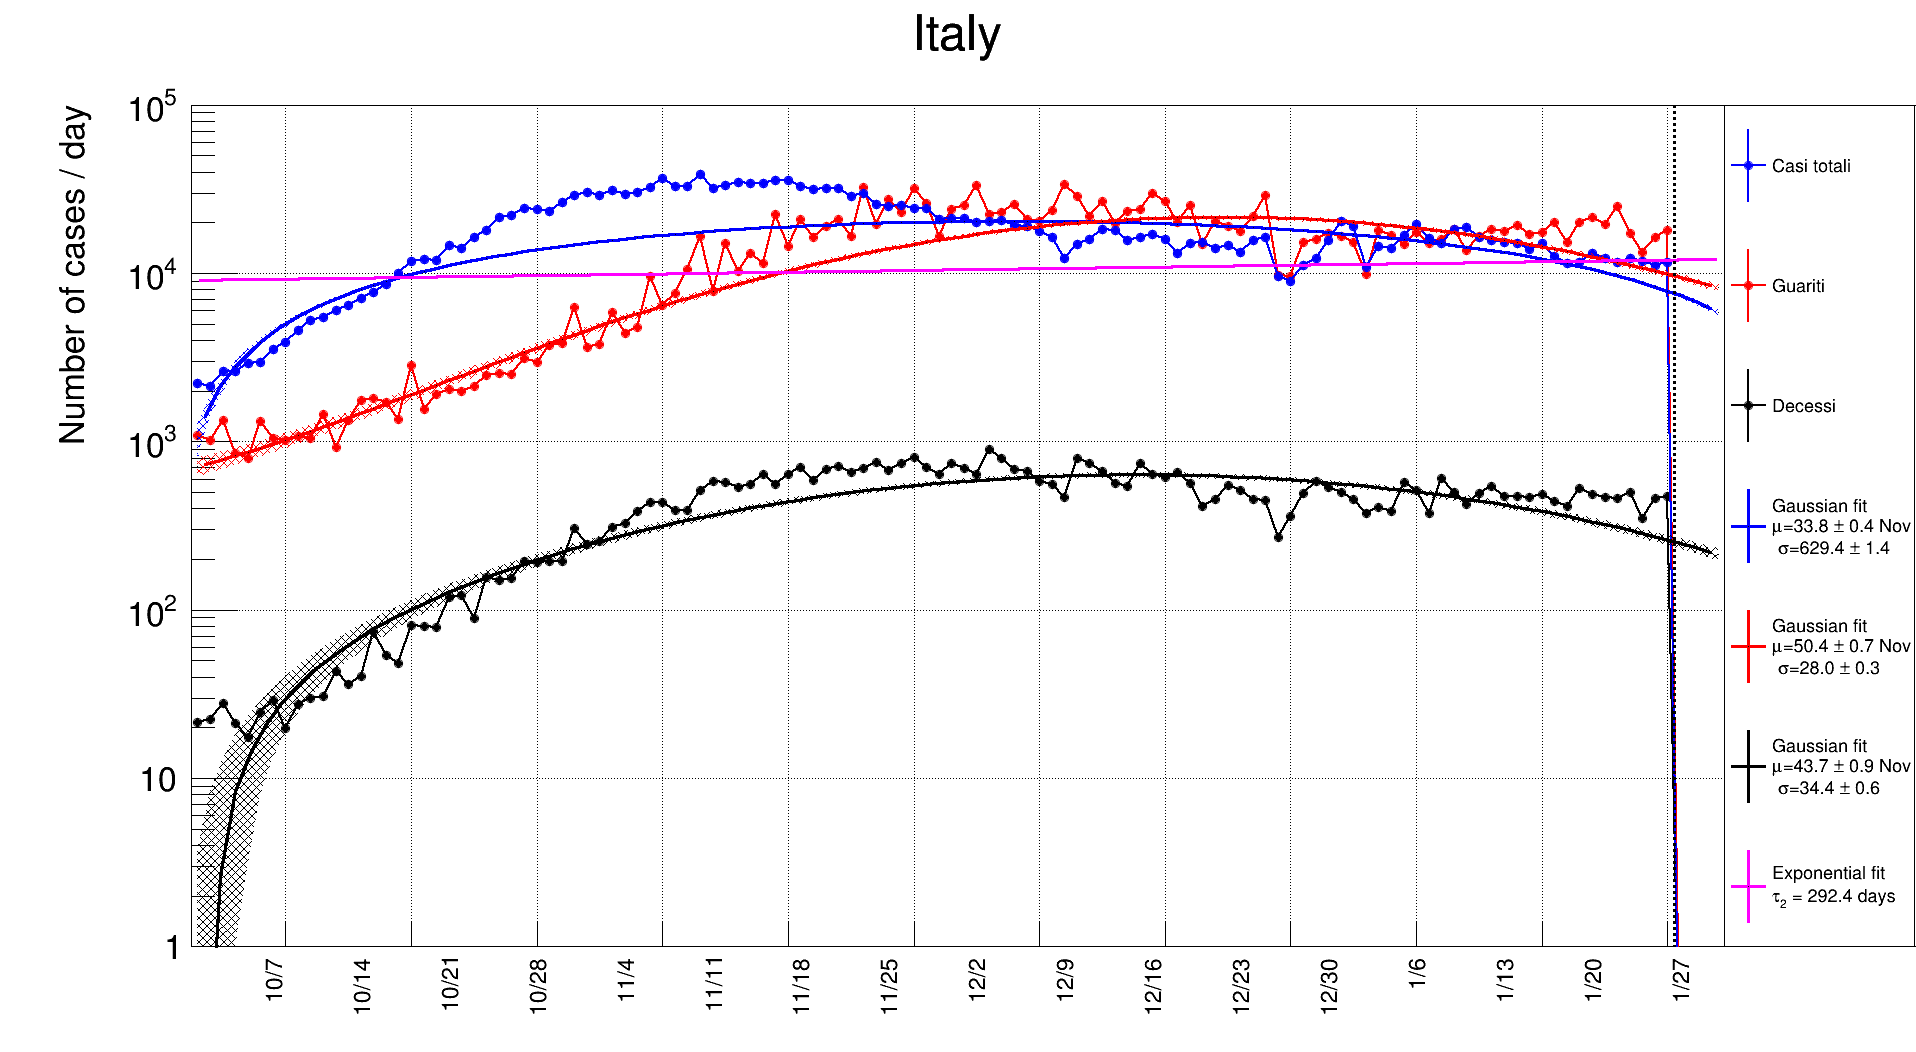 Italy
Number of cases / day
10^5
10^4
10^3
10^2
10
1
10/7
10/14
10/21
10/28
11/4
11/11
11/18
11/25
12/2
12/9
12/16
12/23
12/30
1/6
1/13
1/20
1/27
Casi totali
Guariti
Decessi
Gaussian fit
μ=33.8 ± 0.4 Nov
σ=629.4 ± 1.4
Gaussian fit
μ=50.4 ± 0.7 Nov
σ=28.0 ± 0.3
Gaussian fit
μ=43.7 ± 0.9 Nov
σ=34.4 ± 0.6
Exponential fit
τ₂ = 292.4 days